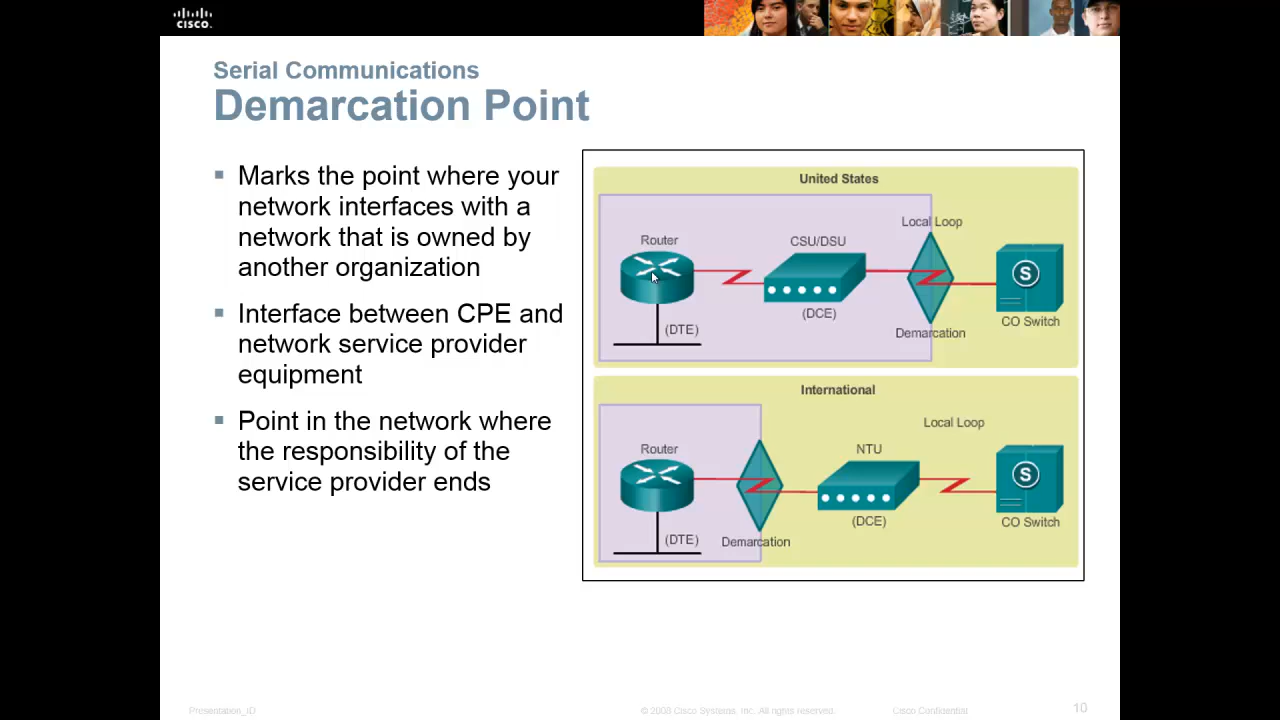 CISCO
Serial Communications
Demarcation Point
Marks the point where your
network interfaces with a
network that is owned by
another organization
Interface between CPE and
network service provider
equipment
Point in the network where
the responsibility of the
service provider ends
United States
Local Loop
Router
CSU/DSU
S
(DTE)
(DCE)
CO Switch
Demarcation
International
Local Loop
Router
NTU
S
(DCE)
CO Switch
(DTE)
Demarcation
Presentation_ID
© 2008 Cisco Systems, Inc. All rights reserved.
Cisco Confidential
10